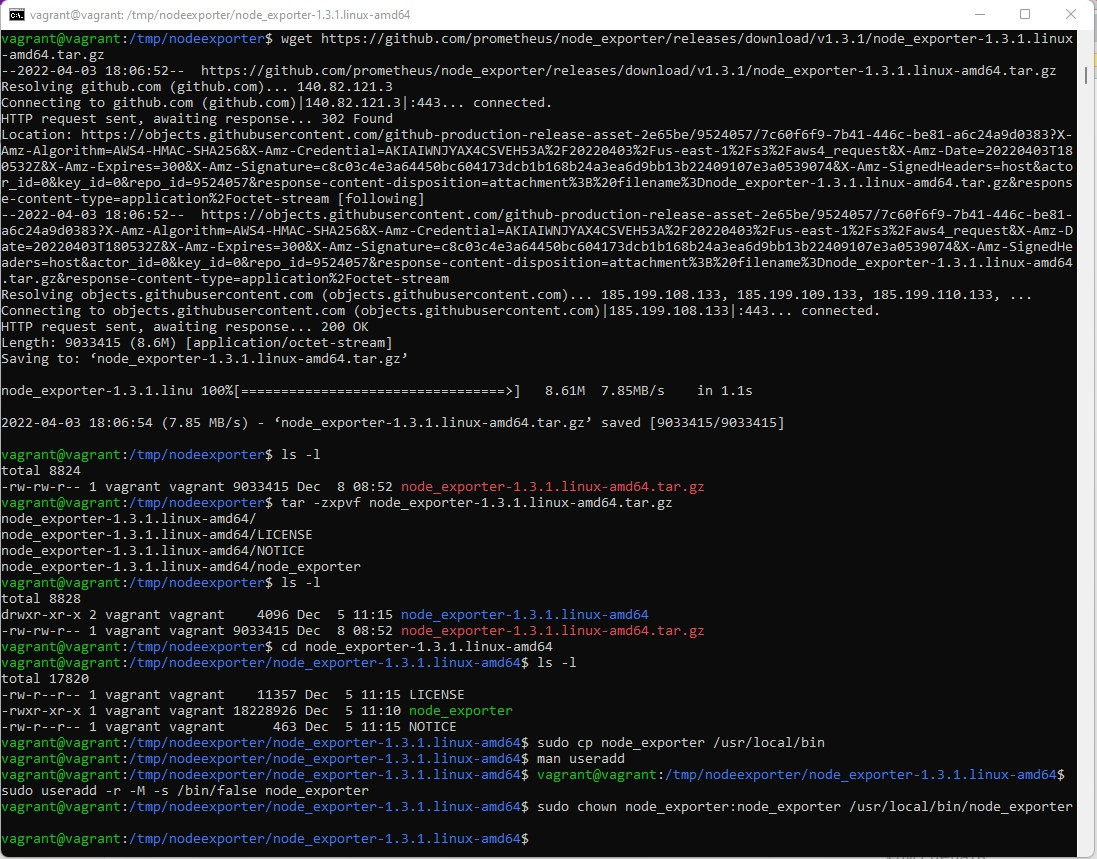 vagrant@vagrant: /tmp/nodeexporter/node_exporter-1.3.1.linux-amd64
vagrant@vagrant:/tmp/nodeexporter$ wget https://github.com/prometheus/node_exporter/releases/download/v1.3.1/node_exporter-1.3.1.linux
-amd64.tar.gz
--2022-04-03 18:06:52--  https://github.com/prometheus/node_exporter/releases/download/v1.3.1/node_exporter-1.3.1.linux-amd64.tar.gz
Resolving github.com (github.com)... 140.82.121.3
Connecting to github.com (github.com)|140.82.121.3|:443... connected.
HTTP request sent, awaiting response... 302 Found
Location: https://objects.githubusercontent.com/github-production-release-asset-2e65be/9524057/7c60f6f9-7b41-446c-be81-a6c24a9d0383?X-
Amz-Algorithm=AWS4-HMAC-SHA256&X-Amz-Credential=AKIAIWNJYAX4CSVEH53A%2F20220403%2Fus-east-1%2Fs3%2Faws4_request&X-Amz-Date=20220403T18
0532Z&X-Amz-Expires=300&X-Amz-Signature=c8c03c4e3a64450bc604173dcb1b168b24a3ea6d9bb13b22409107e3a0539074&X-Amz-SignedHeaders=host&acto
r_id=0&key_id=0&repo_id=9524057&response-content-disposition=attachment%3B%20filename%3Dnode_exporter-1.3.1.linux-amd64.tar.gz&respons
e-content-type=application%2Foctet-stream [following]
--2022-04-03 18:06:52--  https://objects.githubusercontent.com/github-production-release-asset-2e65be/9524057/7c60f6f9-7b41-446c-be81-
a6c24a9d0383?X-Amz-Algorithm=AWS4-HMAC-SHA256&X-Amz-Credential=AKIAIWNJYAX4CSVEH53A%2F20220403%2Fus-east-1%2Fs3%2Faws4_request&X-Amz-D
ate=20220403T180532Z&X-Amz-Expires=300&X-Amz-Signature=c8c03c4e3a64450bc604173dcb1b168b24a3ea6d9bb13b22409107e3a0539074&X-Amz-SignedHe
aders=host&actor_id=0&key_id=0&repo_id=9524057&response-content-disposition=attachment%3B%20filename%3Dnode_exporter-1.3.1.linux-amd64
.tar.gz&response-content-type=application%2Foctet-stream
Resolving objects.githubusercontent.com (objects.githubusercontent.com)... 185.199.108.133, 185.199.109.133, 185.199.110.133, ...
Connecting to objects.githubusercontent.com (objects.githubusercontent.com)|185.199.108.133|:443... connected.
HTTP request sent, awaiting response... 200 OK
Length: 9033415 (8.6M) [application/octet-stream]
Saving to: ‘node_exporter-1.3.1.linux-amd64.tar.gz’
node_exporter-1.3.1.linu 100%[=================================>]   8.61M  7.85MB/s    in 1.1s
2022-04-03 18:06:54 (7.85 MB/s) - ‘node_exporter-1.3.1.linux-amd64.tar.gz’ saved [9033415/9033415]
vagrant@vagrant:/tmp/nodeexporter$ ls -l
total 8824
-rw-rw-r-- 1 vagrant vagrant 9033415 Dec  8 08:52 node_exporter-1.3.1.linux-amd64.tar.gz
vagrant@vagrant:/tmp/nodeexporter$ tar -zxpvf node_exporter-1.3.1.linux-amd64.tar.gz
node_exporter-1.3.1.linux-amd64/
node_exporter-1.3.1.linux-amd64/LICENSE
node_exporter-1.3.1.linux-amd64/NOTICE
node_exporter-1.3.1.linux-amd64/node_exporter
vagrant@vagrant:/tmp/nodeexporter$ ls -l
total 8828
drwxr-xr-x 2 vagrant vagrant    4096 Dec  5 11:15 node_exporter-1.3.1.linux-amd64
-rw-rw-r-- 1 vagrant vagrant 9033415 Dec  8 08:52 node_exporter-1.3.1.linux-amd64.tar.gz
vagrant@vagrant:/tmp/nodeexporter$ cd node_exporter-1.3.1.linux-amd64
vagrant@vagrant:/tmp/nodeexporter/node_exporter-1.3.1.linux-amd64$ ls -l
total 17820
-rw-r--r-- 1 vagrant vagrant    11357 Dec  5 11:15 LICENSE
-rwxr-xr-x 1 vagrant vagrant 18228926 Dec  5 11:10 node_exporter
-rw-r--r-- 1 vagrant vagrant      463 Dec  5 11:15 NOTICE
vagrant@vagrant:/tmp/nodeexporter/node_exporter-1.3.1.linux-amd64$ sudo cp node_exporter /usr/local/bin
vagrant@vagrant:/tmp/nodeexporter/node_exporter-1.3.1.linux-amd64$ man useradd
vagrant@vagrant:/tmp/nodeexporter/node_exporter-1.3.1.linux-amd64$ vagrant@vagrant:/tmp/nodeexporter/node_exporter-1.3.1.linux-amd64$
sudo useradd -r -M -s /bin/false node_exporter
vagrant@vagrant:/tmp/nodeexporter/node_exporter-1.3.1.linux-amd64$ sudo chown node_exporter:node_exporter /usr/local/bin/node_exporter
vagrant@vagrant:/tmp/nodeexporter/node_exporter-1.3.1.linux-amd64$